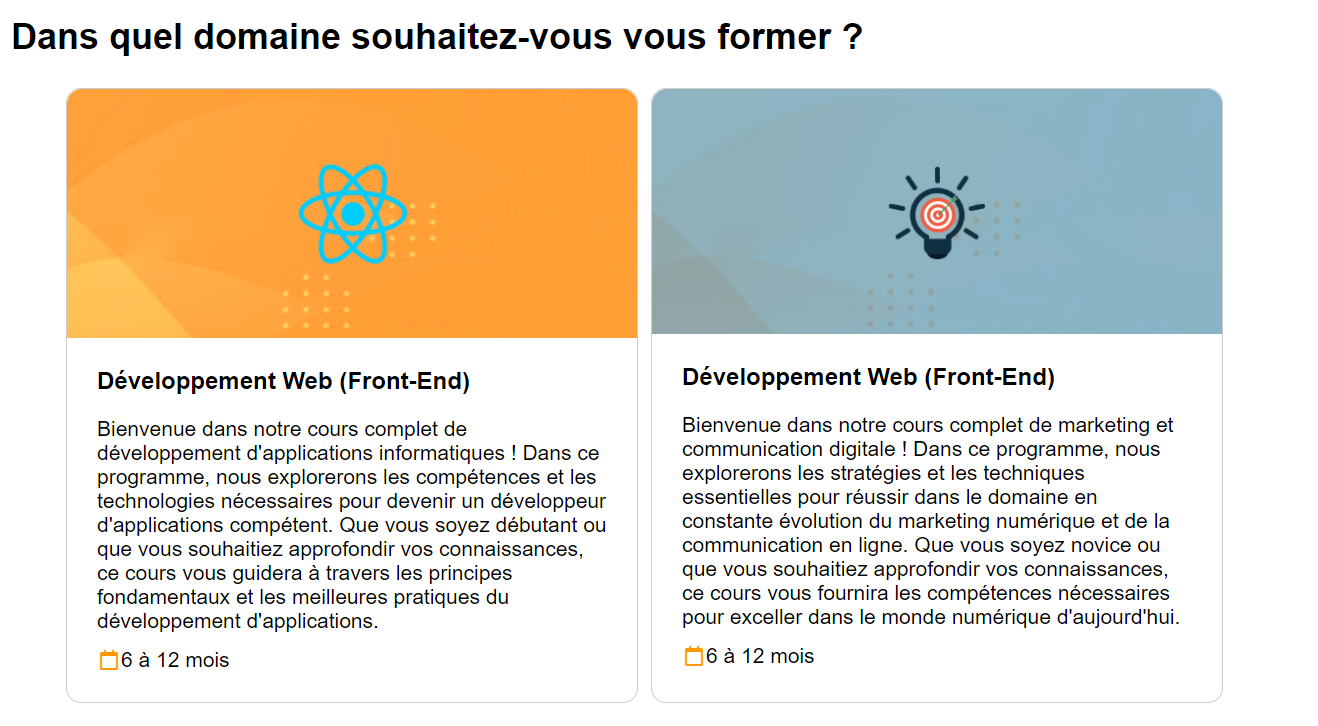 Dans quel domaine souhaitez-vous vous former ?
Développement Web (Front-End)
Bienvenue dans notre cours complet de
développement d'applications informatiques ! Dans ce
programme, nous explorerons les compétences et les
technologies nécessaires pour devenir un développeur
d'applications compétent. Que vous soyez débutant ou
que vous souhaitiez approfondir vos connaissances,
ce cours vous guidera à travers les principes
fondamentaux et les meilleures pratiques du
développement d'applications.
6 à 12 mois
Développement Web (Front-End)
Bienvenue dans notre cours complet de marketing et
communication digitale ! Dans ce programme, nous
explorerons les stratégies et les techniques
essentielles pour réussir dans le domaine en
constante évolution du marketing numérique et de la
communication en ligne. Que vous soyez novice ou
que vous souhaitiez approfondir vos connaissances,
ce cours vous fournira les compétences nécessaires
pour exceller dans le monde numérique d'aujourd'hui.
6 à 12 mois